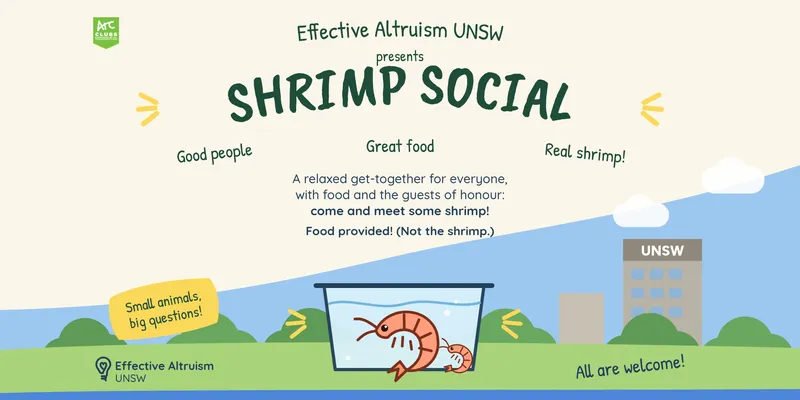 Arc
CLUBS
Effective Altruism UNSW
presents
SHRIMP SOCIAL
Good people
Great food
Real shrimp!
A relaxed get-together for everyone,
with food and the guests of honour:
come and meet some shrimp!
Food provided! (Not the shrimp.)
UNSW
Small animals,
big questions!
Effective Altruism
UNSW
All are welcome!